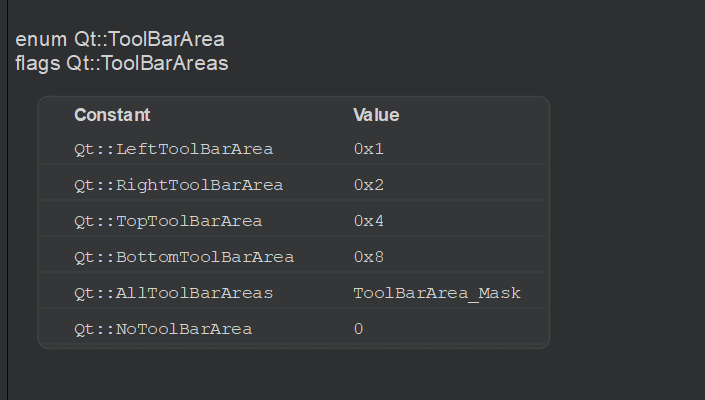 enum Qt::ToolBarArea
flags Qt::ToolBarAreas
Constant Value
Qt::LeftToolBarArea 0x1
Qt::RightToolBarArea 0x2
Qt::TopToolBarArea 0x4
Qt::BottomToolBarArea 0x8
Qt::AllToolBarAreas ToolBarArea_Mask
Qt::NoToolBarArea 0